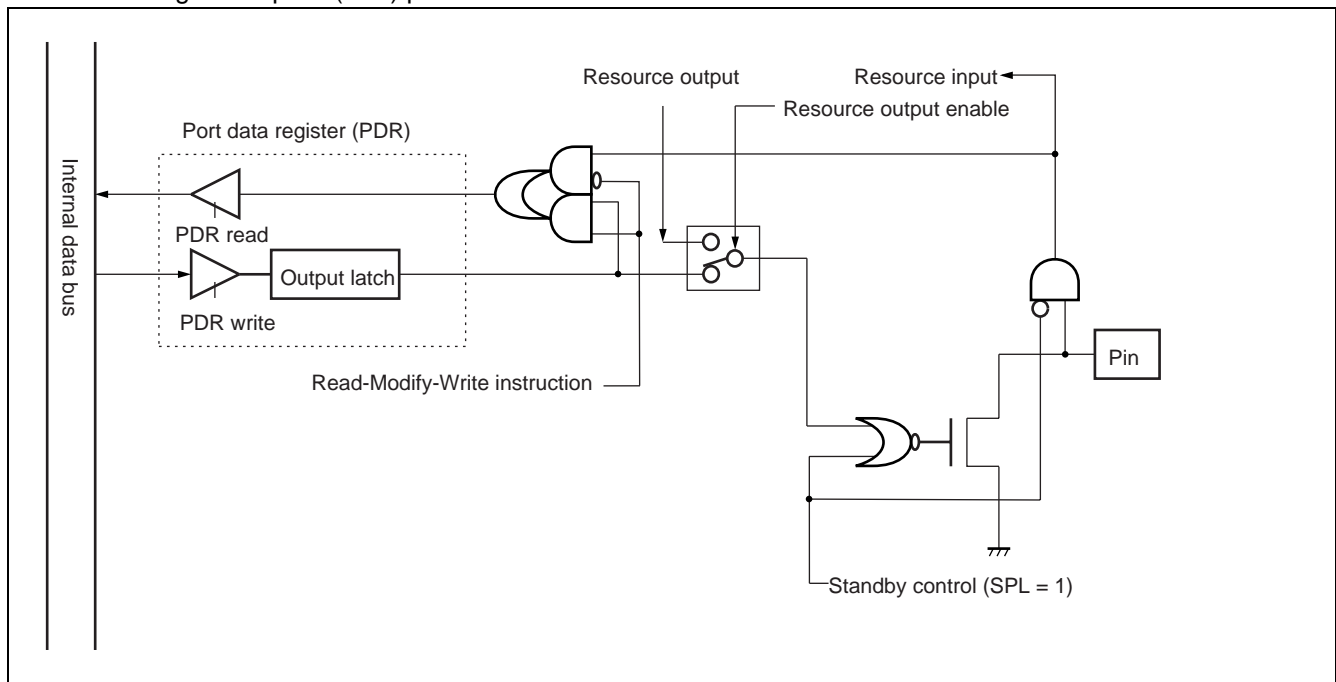 Resource output
Resource input
Resource output enable
Port data register (PDR)
Internal data bus
PDR read
Output latch
PDR write
Pin
Read-Modify-Write instruction
Standby control (SPL = 1)